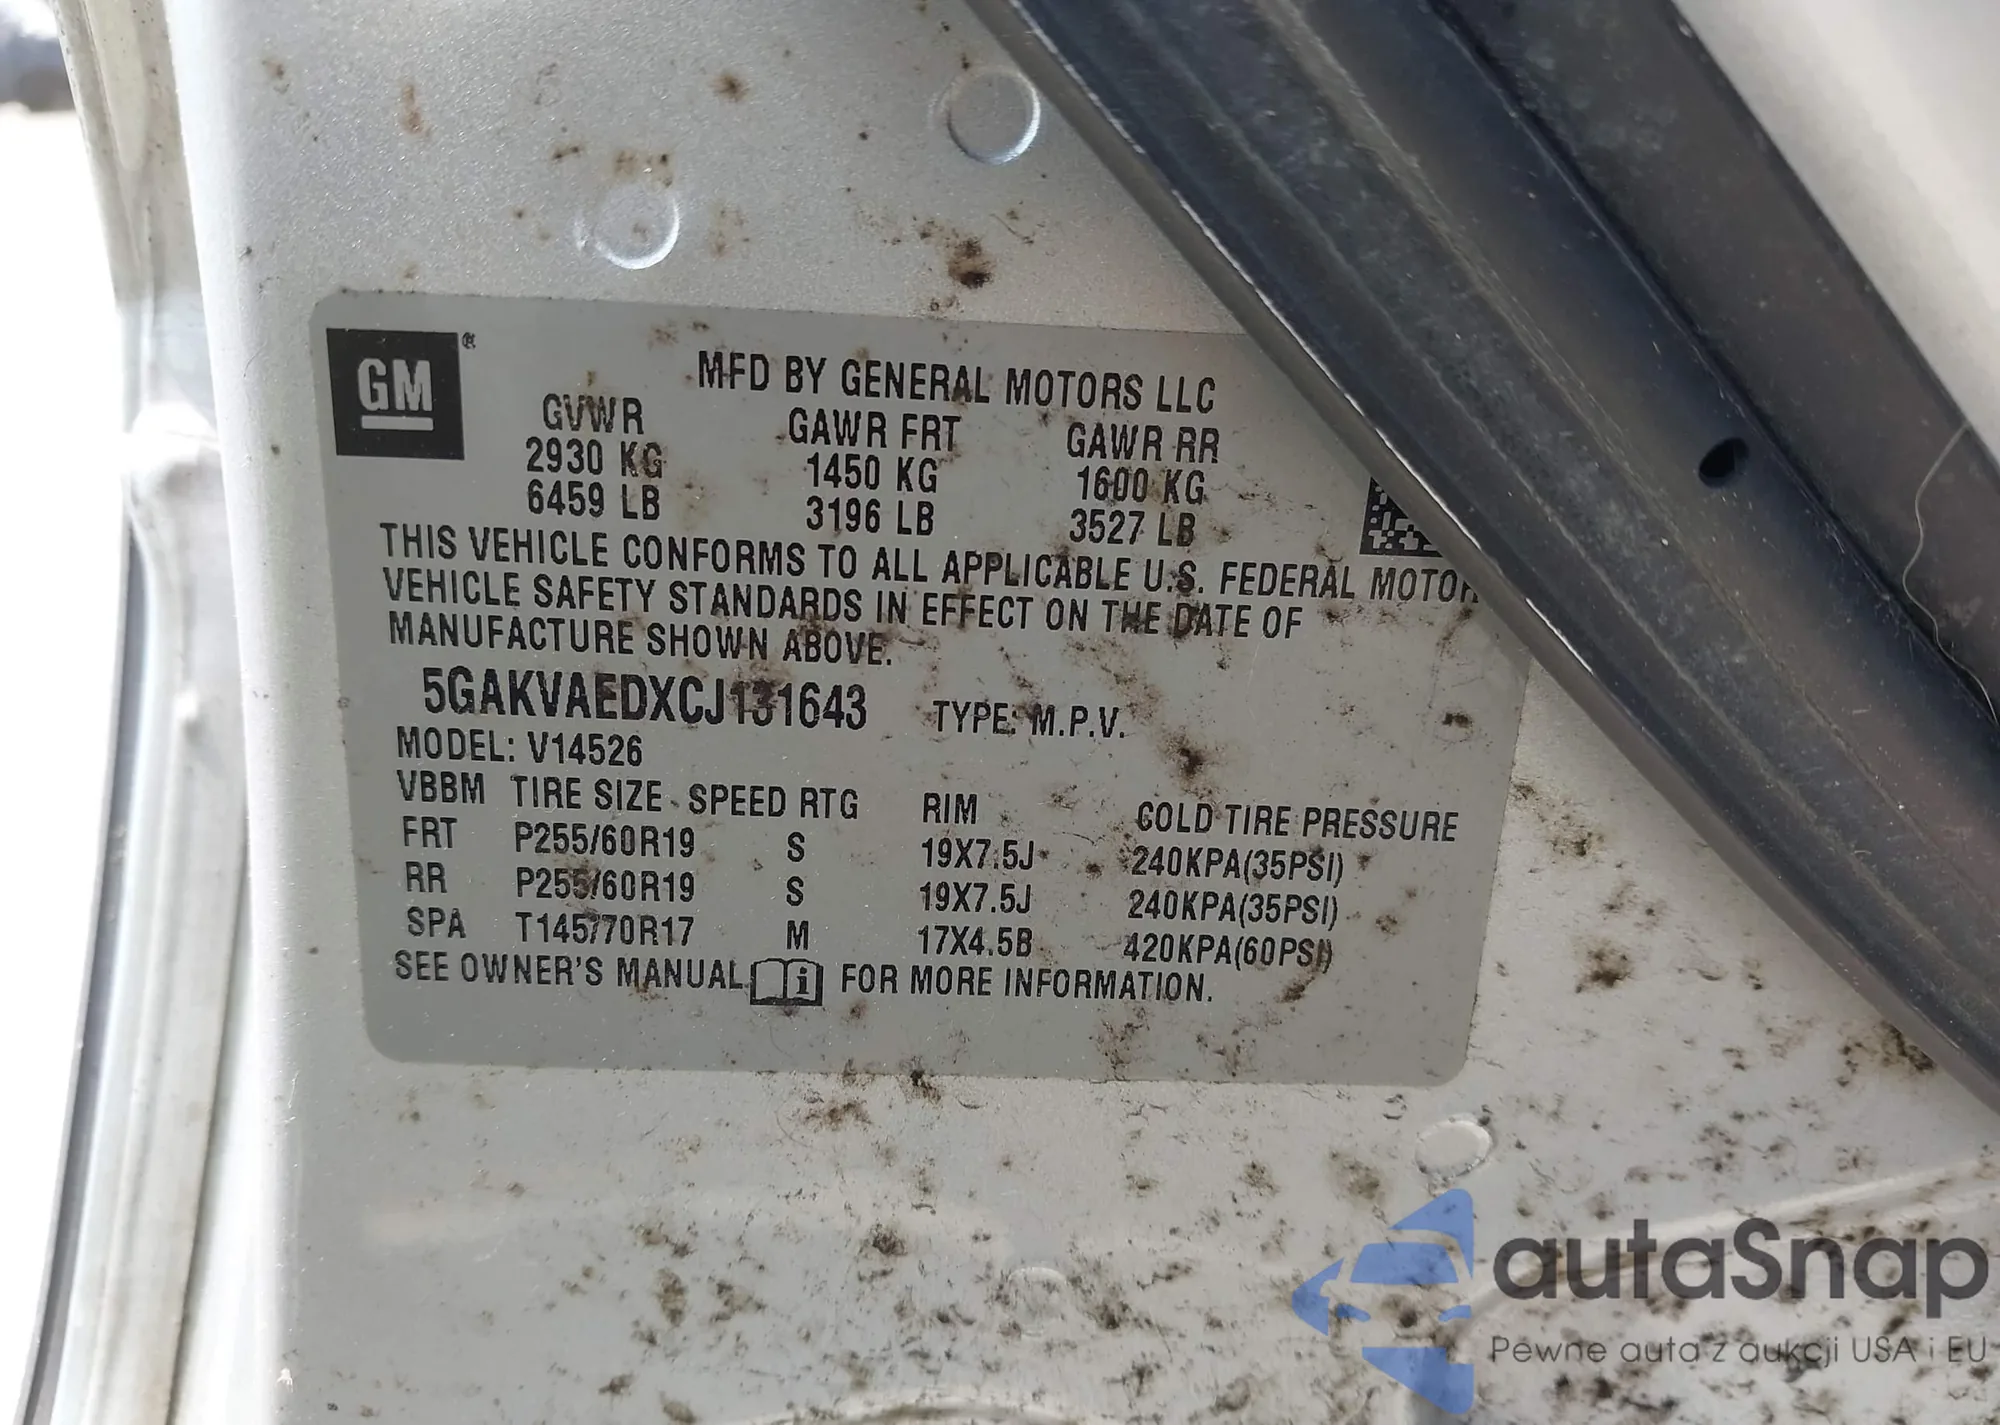 GM®
MFD BY GENERAL MOTORS LLC
GVWR GAWR FRT GAWR RR
2930 KG 1450 KG 1600 KG
6459 LB 3196 LB 3527 LB
THIS VEHICLE CONFORMS TO ALL APPLICABLE U.S. FEDERAL MOTOR
VEHICLE SAFETY STANDARDS IN EFFECT ON THE DATE OF
MANUFACTURE SHOWN ABOVE.
5GAKVAEDXCJ131643 TYPE: M.P.V.
MODEL: V14526
VBBM TIRE SIZE SPEED RTG RIM COLD TIRE PRESSURE
FRT P255/60R19 S 19X7.5J 240KPA(35PSI)
RR P255/60R19 S 19X7.5J 240KPA(35PSI)
SPA T145/70R17 M 17X4.5B 420KPA(60PSI)
SEE OWNER'S MANUAL i FOR MORE INFORMATION.
autaSnap
Pewne auta z aukcji USA i EU